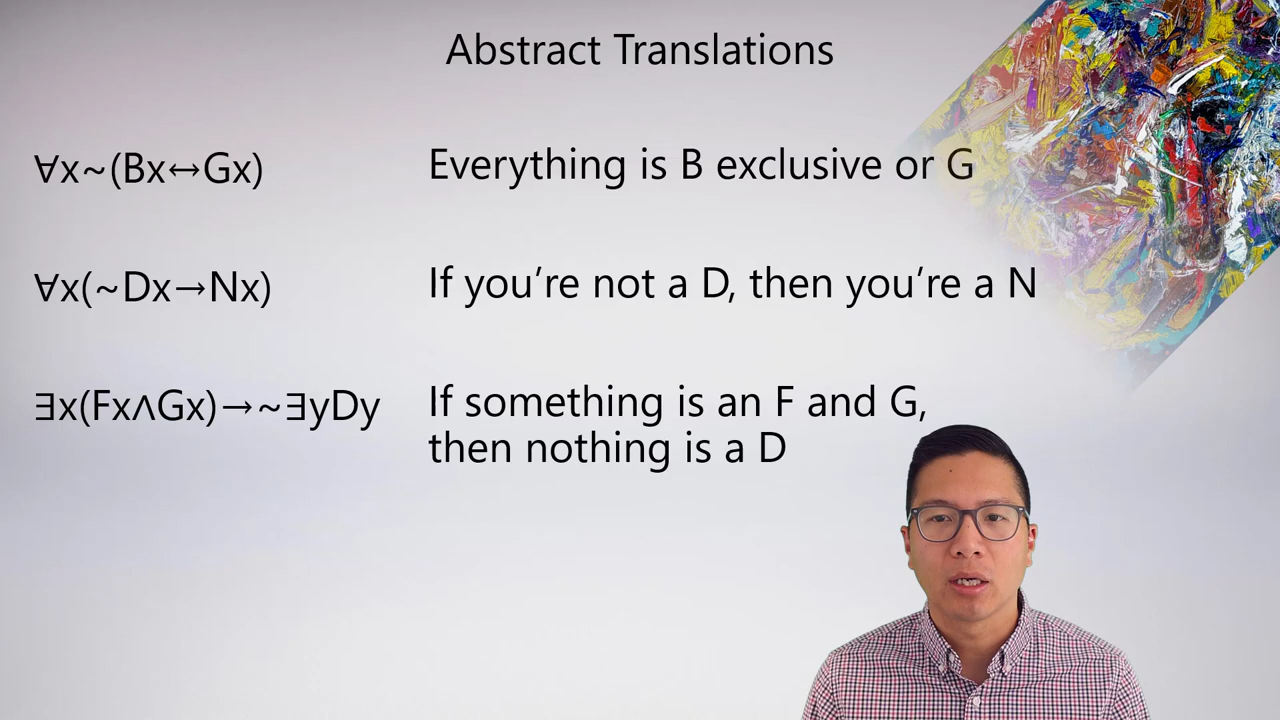 Abstract Translations
∀x~(Bx↔Gx) Everything is B exclusive or G
∀x(~Dx→Nx) If you’re not a D, then you’re a N
∃x(Fx∧Gx)→~∃yDy If something is an F and G,
then nothing is a D